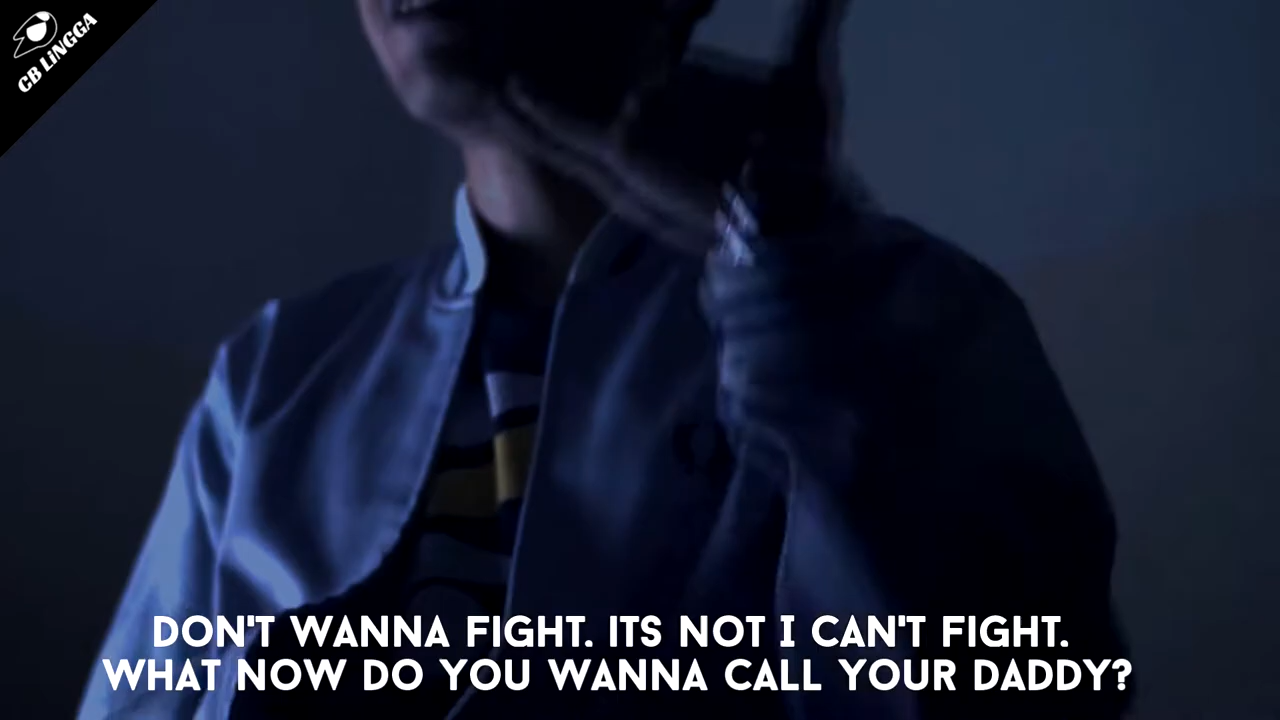 CB LiNGGA
DON'T WANNA FIGHT. ITS NOT I CAN'T FIGHT.
WHAT NOW DO YOU WANNA CALL YOUR DADDY?